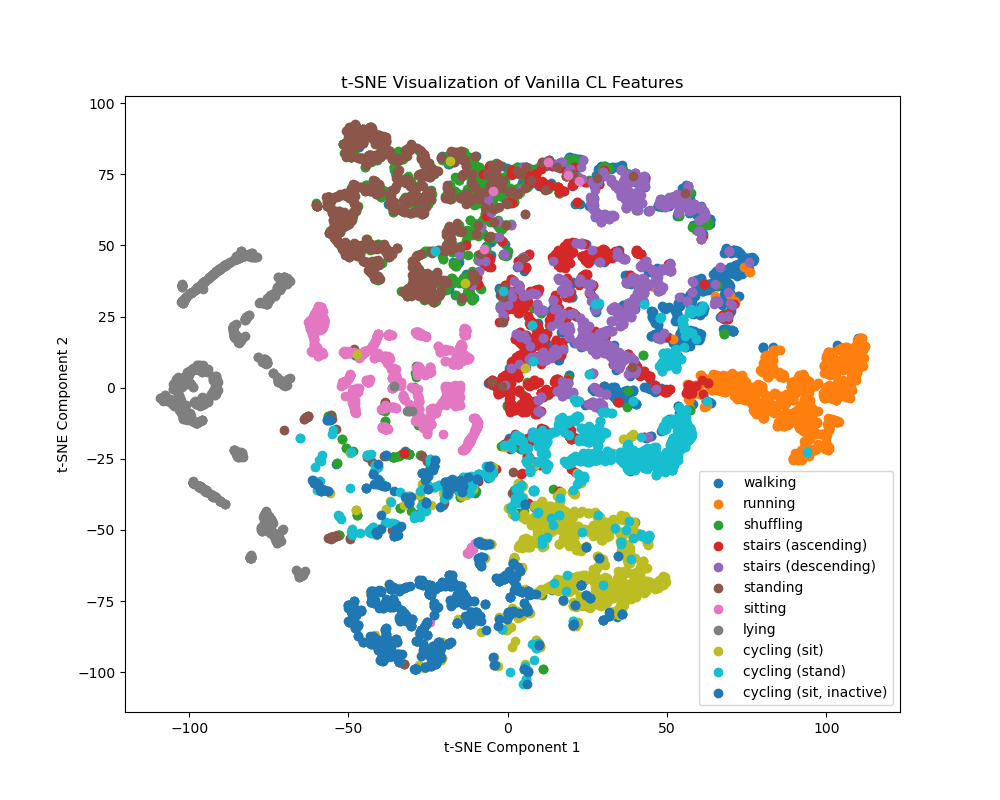 t-SNE Visualization of Vanilla CL Features
100
75
50
25
0
−25
−50
−75
−100
t-SNE Component 2
−100
−50
0
50
100
t-SNE Component 1
walking
running
shuffling
stairs (ascending)
stairs (descending)
standing
sitting
lying
cycling (sit)
cycling (stand)
cycling (sit, inactive)